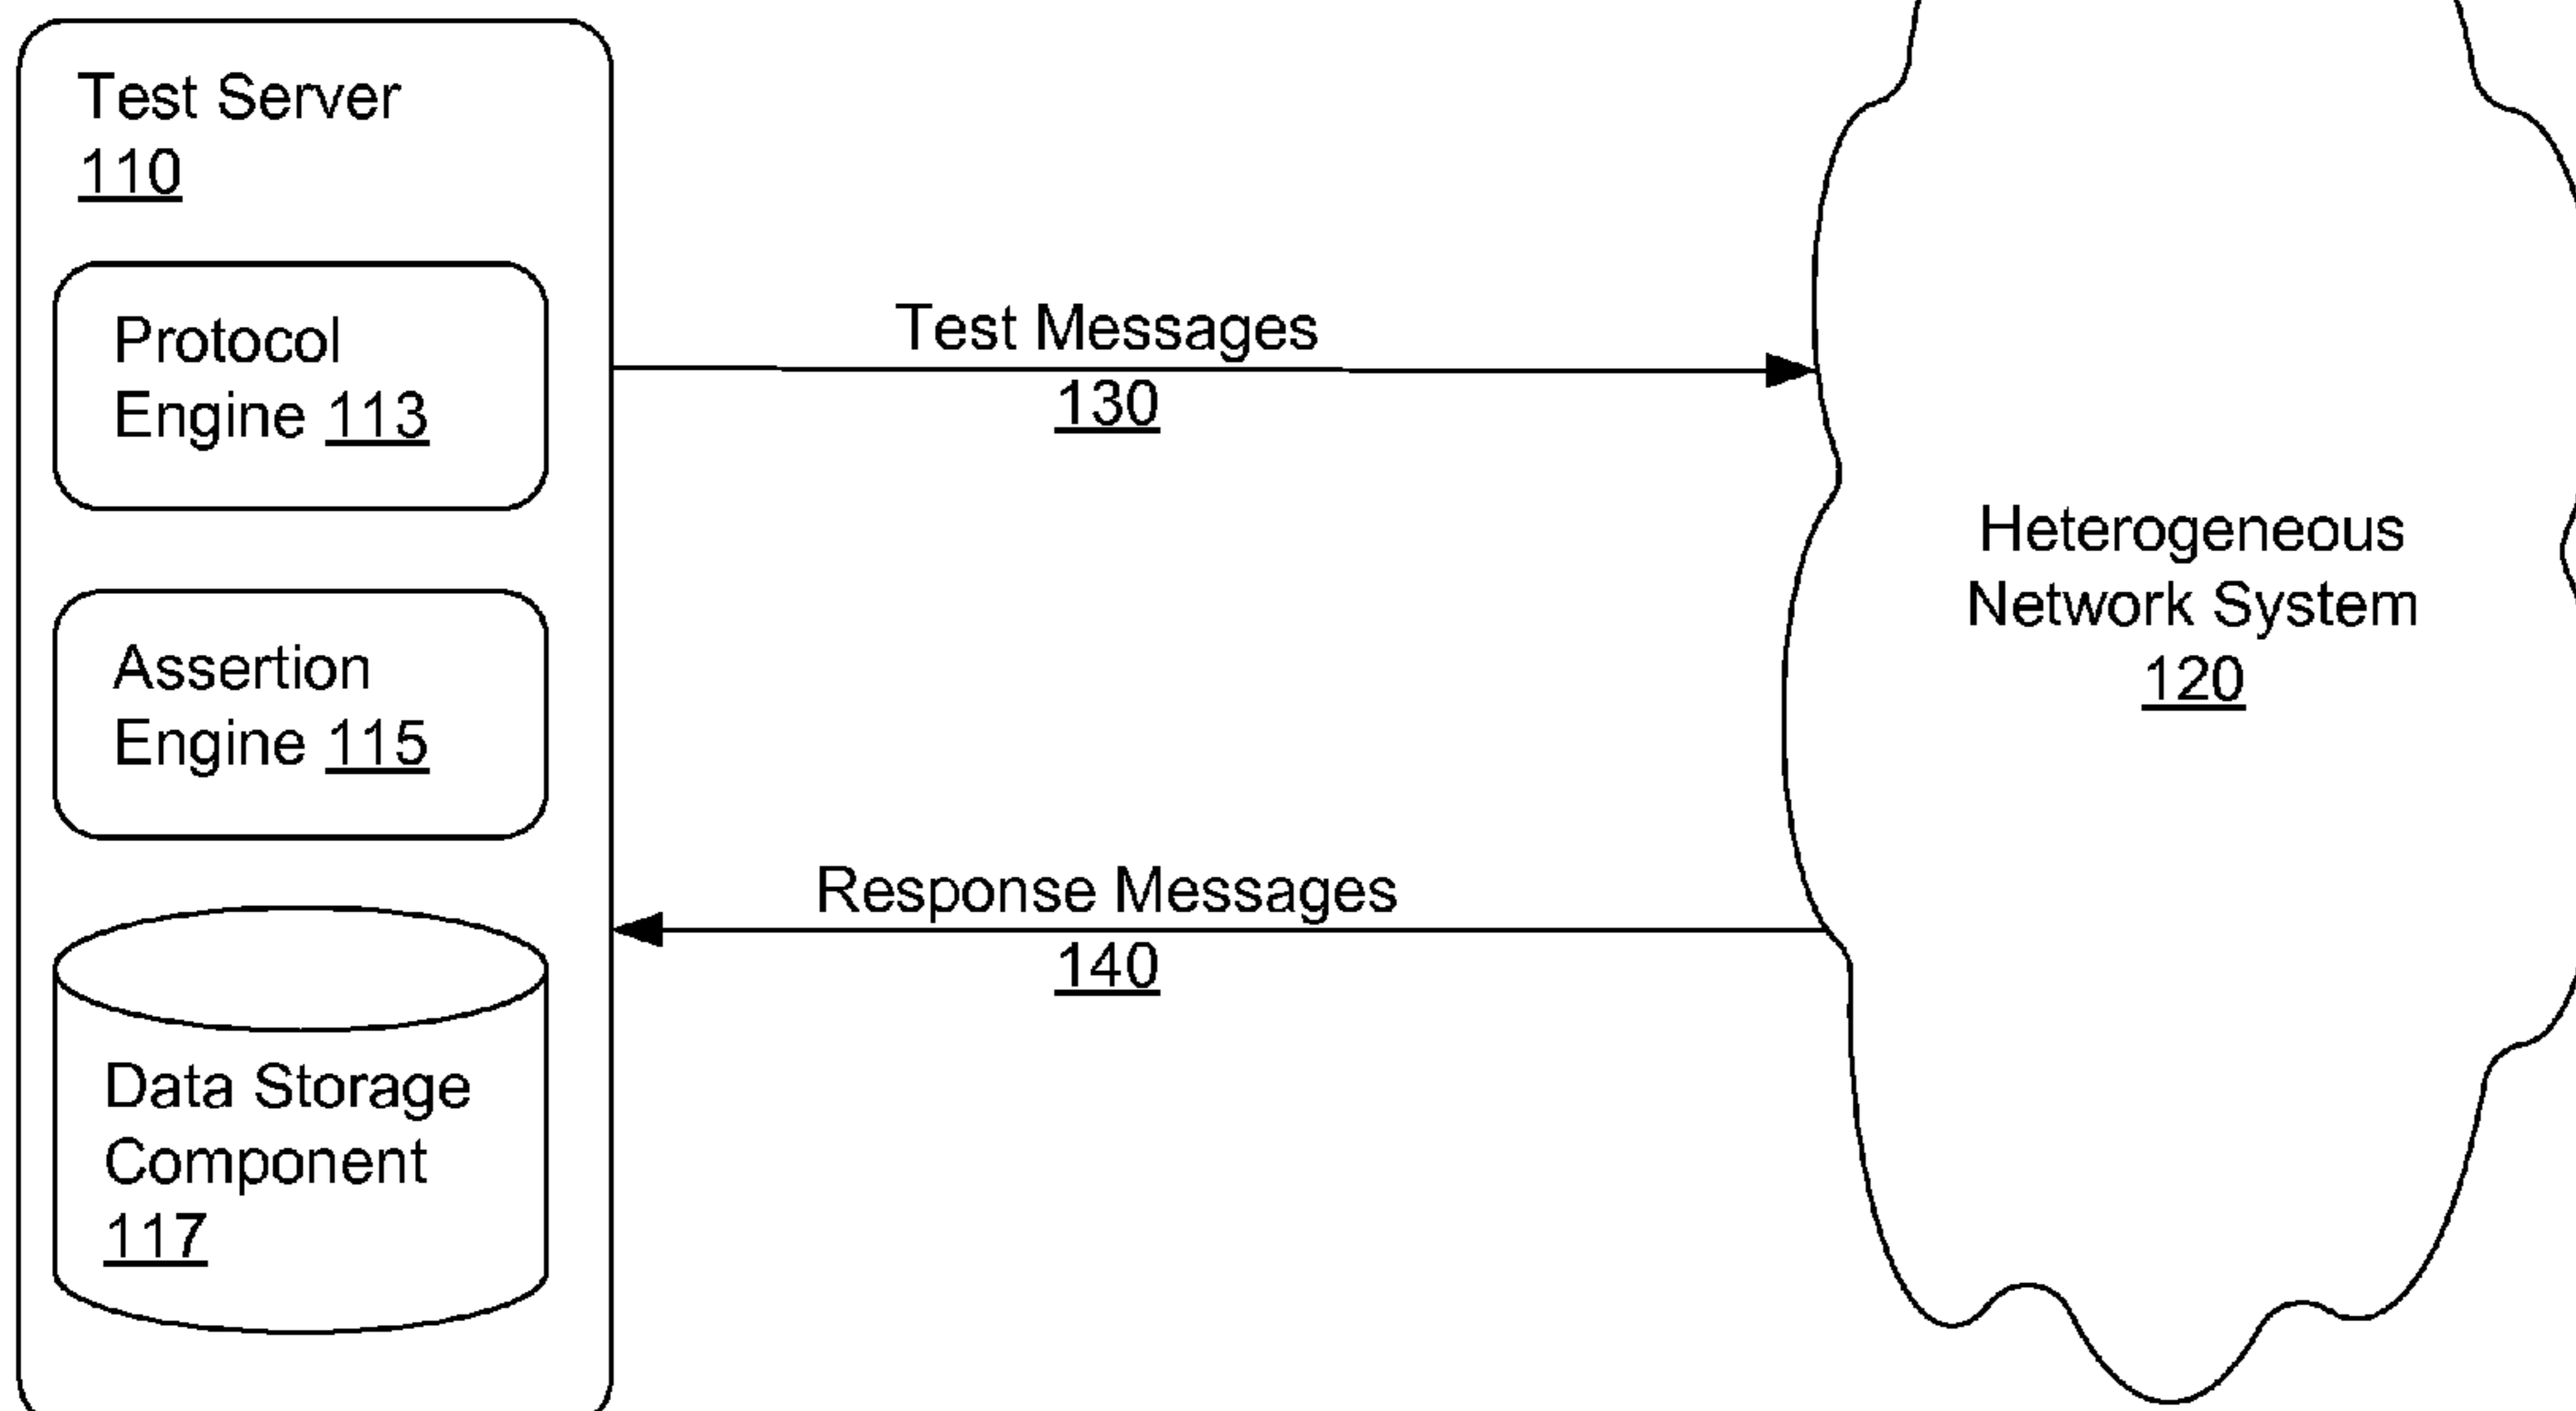 Test Server
110
Protocol
Engine 113
Assertion
Engine 115
Data Storage
Component
117
Test Messages
130
Response Messages
140
Heterogeneous
Network System
120